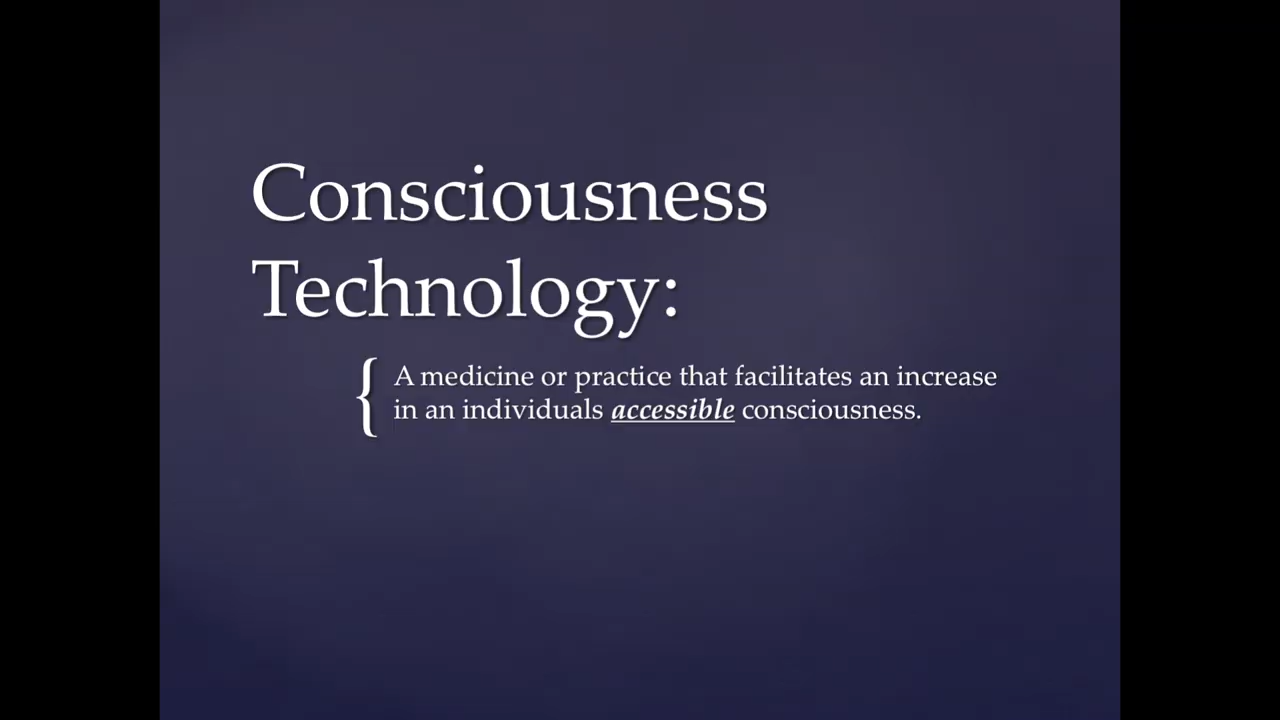 Consciousness
Technology:
{ A medicine or practice that facilitates an increase
in an individuals accessible consciousness.